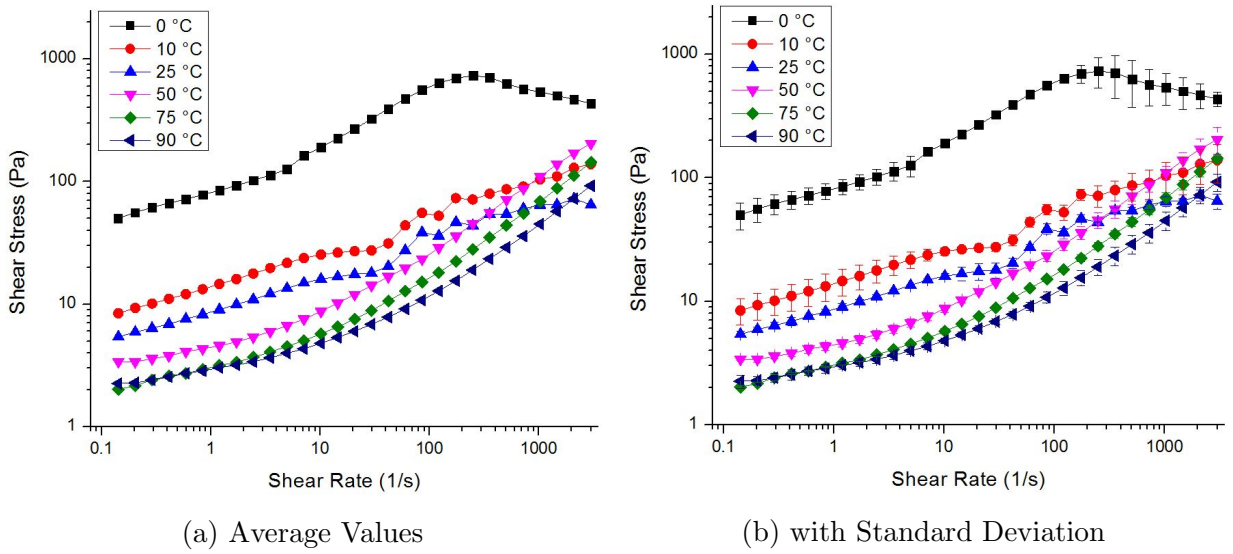 0 °C
10 °C
25 °C
50 °C
75 °C
90 °C
1000
100
10
1
Shear Stress (Pa)
0.1
1
10
100
1000
Shear Rate (1/s)
(a) Average Values
0 °C
10 °C
25 °C
50 °C
75 °C
90 °C
1000
100
10
1
Shear Stress (Pa)
0.1
1
10
100
1000
Shear Rate (1/s)
(b) with Standard Deviation